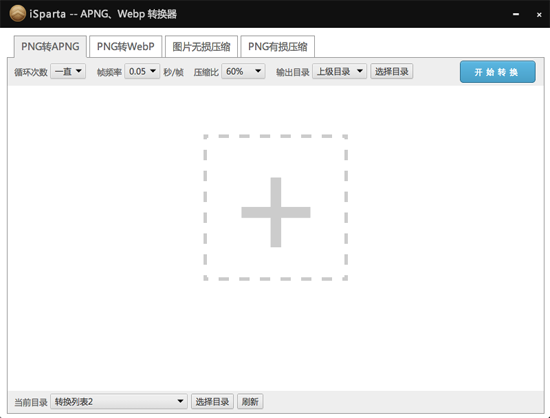 iSparta -- APNG、Webp 转换器
PNG转APNG PNG转WebP 图片无损压缩 PNG有损压缩
循环次数 一直 帧频率 0.05 秒/帧 压缩比 60% 输出目录 上级目录 选择目录 开始转换
当前目录 转换列表2 选择目录 刷新